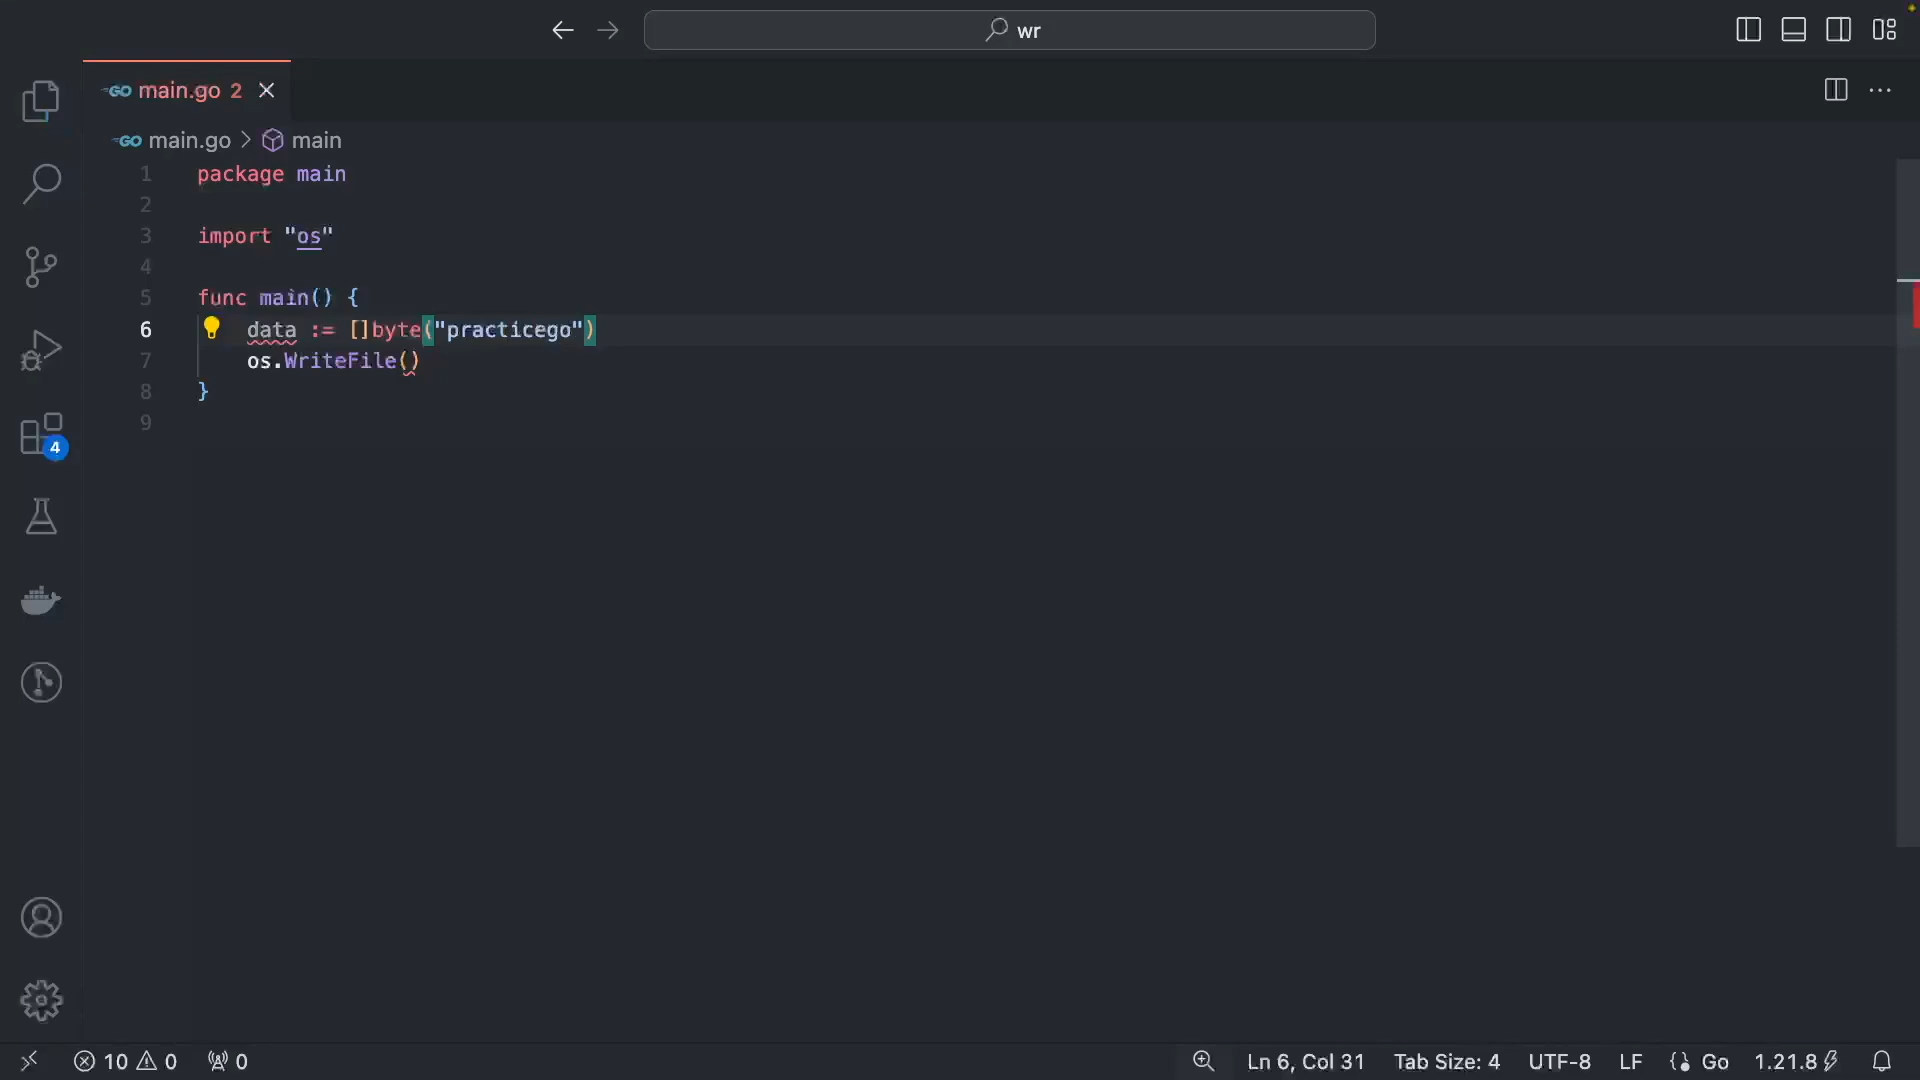 wr
GO main.go 2
GO main.go > main
1 package main
2
3 import "os"
4
5 func main() {
6 data := []byte("practicego")
7 os.WriteFile()
8 }
9
4
10 0 0
Ln 6, Col 31 Tab Size: 4 UTF-8 LF Go 1.21.8